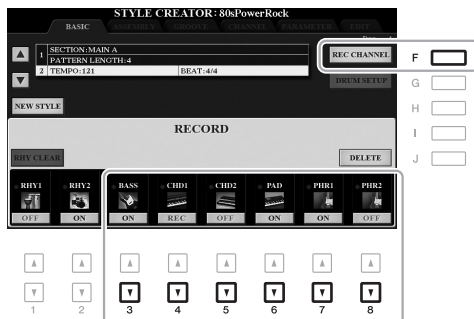 STYLE CREATOR: 80sPowerRock
BASIC ASSEMBLY GROOVE CHANNEL PARAMETER EDIT
1 SECTION:MAIN A
PATTERN LENGTH:4
2 TEMPO:121 BEAT:4/4
REC CHANNEL
DRUM SETUP
NEW STYLE
RECORD
RHY CLEAR
DELETE
RHY1 RHY2 BASS CHD1 CHD2 PAD PHR1 PHR2
OFF ON ON REC OFF ON ON OFF
F
G
H
I
J
1 2 3 4 5 6 7 8